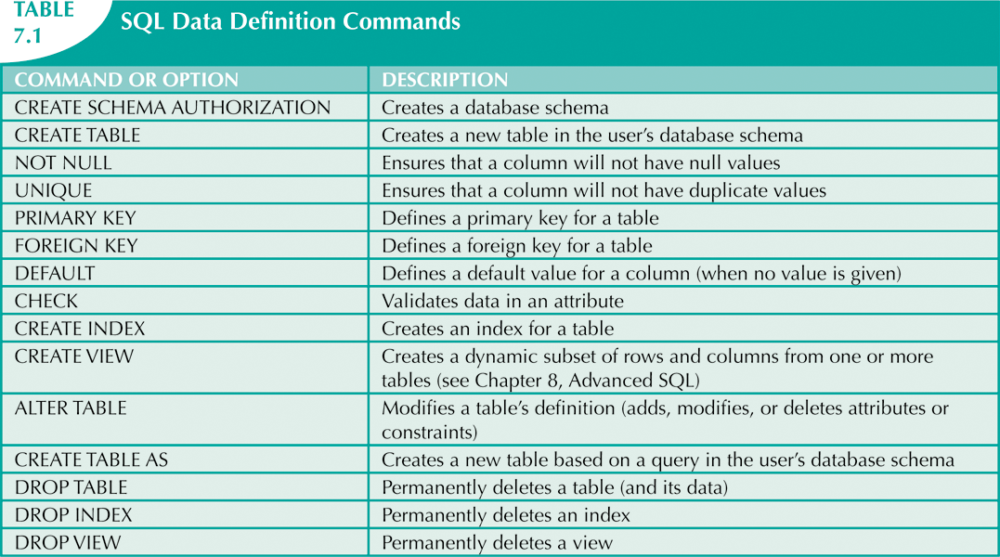 TABLE
7.1
SQL Data Definition Commands
COMMAND OR OPTION DESCRIPTION
CREATE SCHEMA AUTHORIZATION Creates a database schema
CREATE TABLE Creates a new table in the user’s database schema
NOT NULL Ensures that a column will not have null values
UNIQUE Ensures that a column will not have duplicate values
PRIMARY KEY Defines a primary key for a table
FOREIGN KEY Defines a foreign key for a table
DEFAULT Defines a default value for a column (when no value is given)
CHECK Validates data in an attribute
CREATE INDEX Creates an index for a table
CREATE VIEW Creates a dynamic subset of rows and columns from one or more
tables (see Chapter 8, Advanced SQL)
ALTER TABLE Modifies a table’s definition (adds, modifies, or deletes attributes or
constraints)
CREATE TABLE AS Creates a new table based on a query in the user’s database schema
DROP TABLE Permanently deletes a table (and its data)
DROP INDEX Permanently deletes an index
DROP VIEW Permanently deletes a view